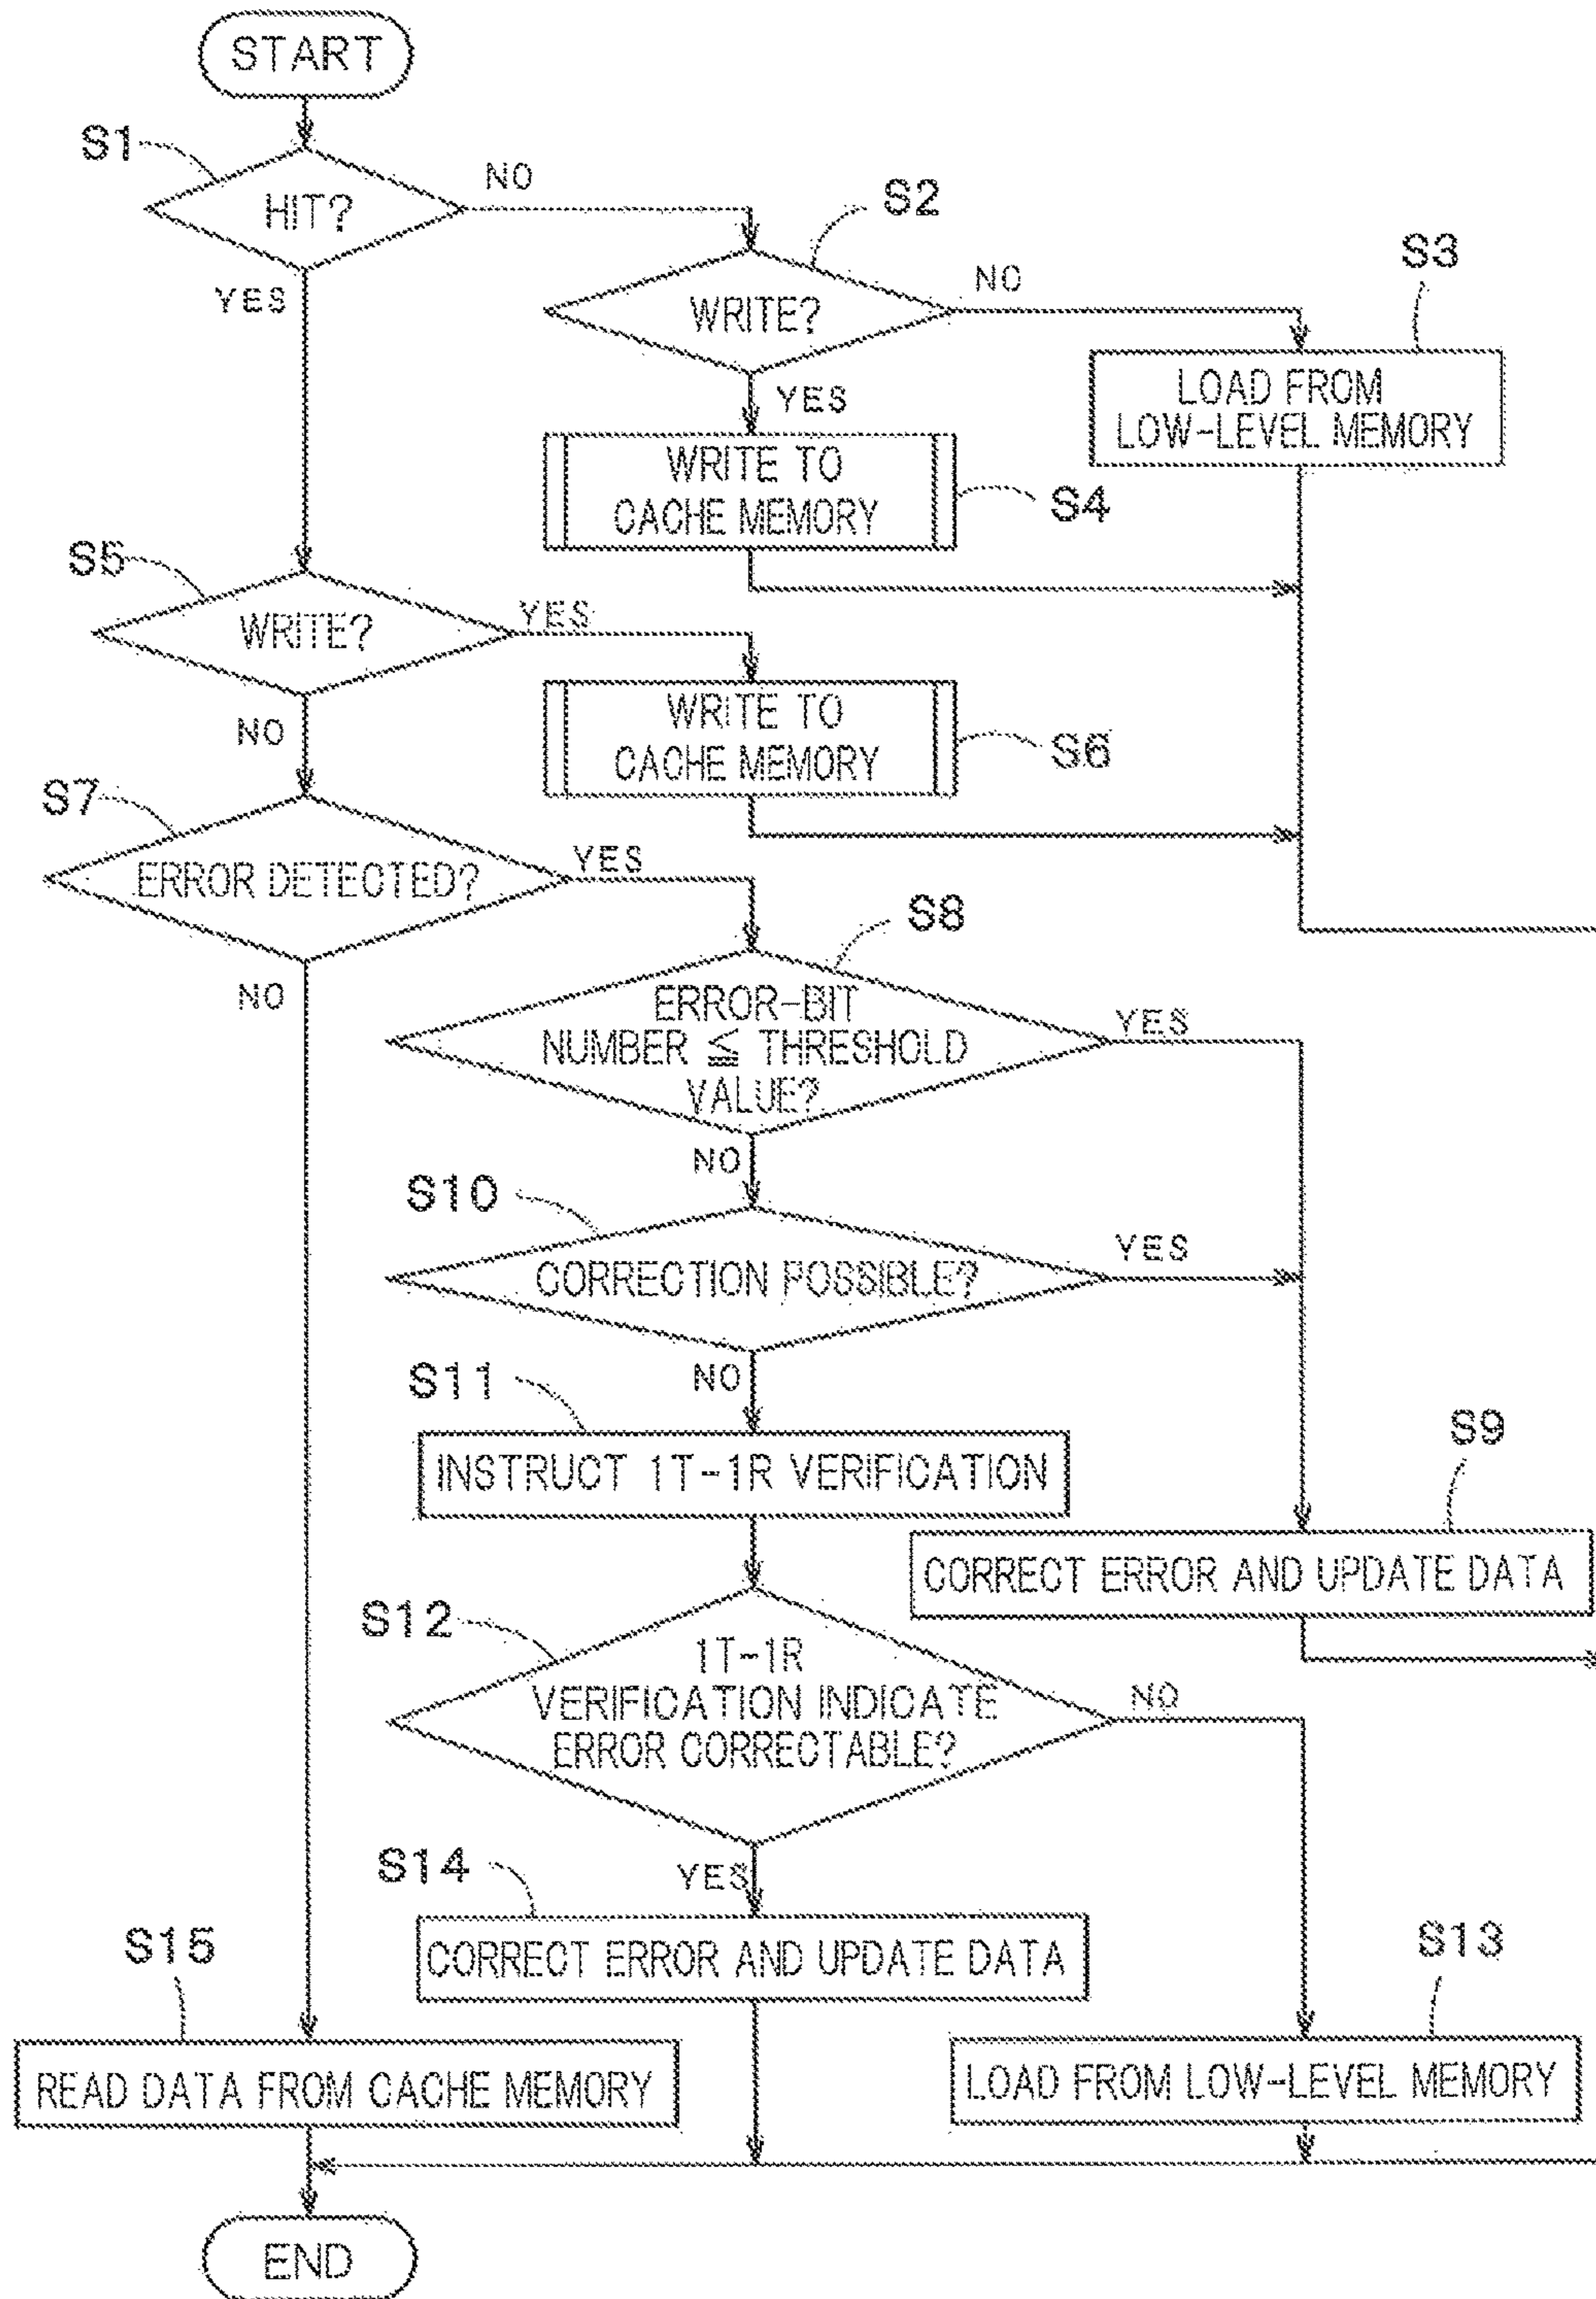 START
S1
HIT?
NO
YES
S2
WRITE?
NO
YES
S3
LOAD FROM
LOW-LEVEL MEMORY
WRITE TO
CACHE MEMORY
S4
S5
WRITE?
YES
NO
WRITE TO
CACHE MEMORY
S6
S7
ERROR DETECTED?
YES
NO
S8
ERROR-BIT
NUMBER ≦ THRESHOLD
VALUE?
YES
NO
S10
CORRECTION POSSIBLE?
YES
NO
S11
INSTRUCT 1T-1R VERIFICATION
S9
CORRECT ERROR AND UPDATE DATA
S12
1T-1R
VERIFICATION INDICATE
ERROR CORRECTABLE?
NO
YES
S14
CORRECT ERROR AND UPDATE DATA
S13
LOAD FROM LOW-LEVEL MEMORY
S15
READ DATA FROM CACHE MEMORY
END